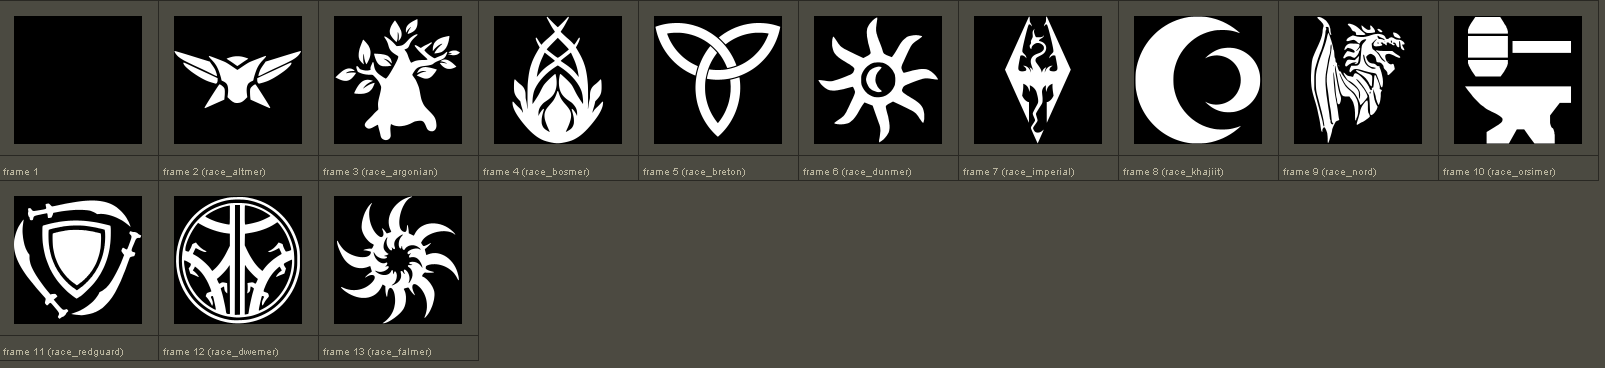 frame 1
frame 2 (race_altmer)
frame 3 (race_argonian)
frame 4 (race_bosmer)
frame 5 (race_breton)
frame 6 (race_dunmer)
frame 7 (race_imperial)
frame 8 (race_khajiit)
frame 9 (race_nord)
frame 10 (race_orsimer)
frame 11 (race_redguard)
frame 12 (race_dwemer)
frame 13 (race_falmer)